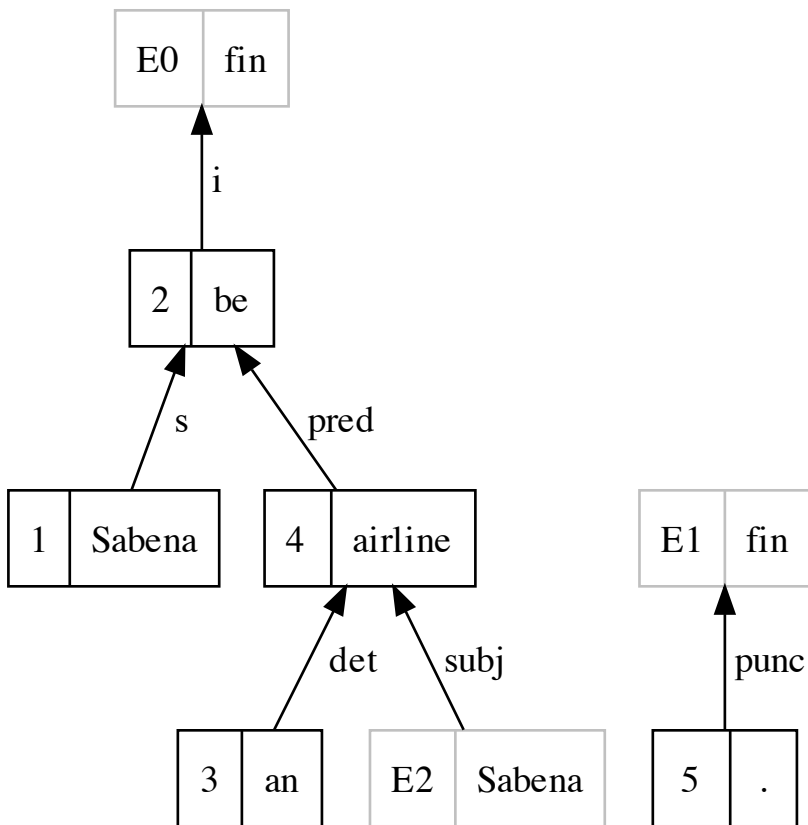 E0 fin
i
2 be
s pred
1 Sabena 4 airline E1 fin
det subj punc
3 an E2 Sabena 5 .